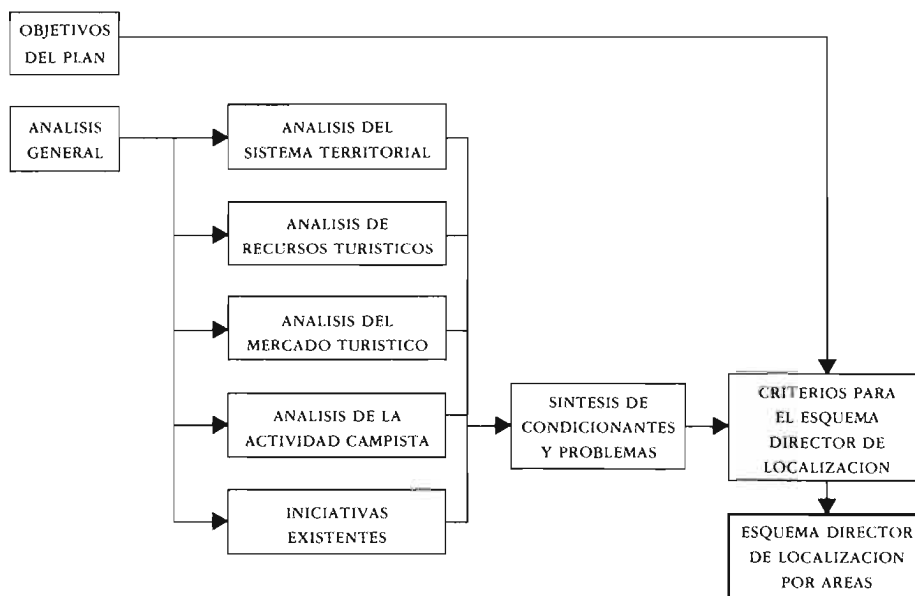 OBJETIVOS
DEL PLAN
ANALISIS
GENERAL
ANALISIS DEL
SISTEMA TERRITORIAL
ANALISIS DE
RECURSOS TURISTICOS
ANALISIS DEL
MERCADO TURISTICO
ANALISIS DE LA
ACTIVIDAD CAMPISTA
INICIATIVAS
EXISTENTES
SINTESIS DE
CONDICIONANTES
Y PROBLEMAS
CRITERIOS PARA
EL ESQUEMA
DIRECTOR DE
LOCALIZACION
ESQUEMA DIRECTOR
DE LOCALIZACION
POR AREAS